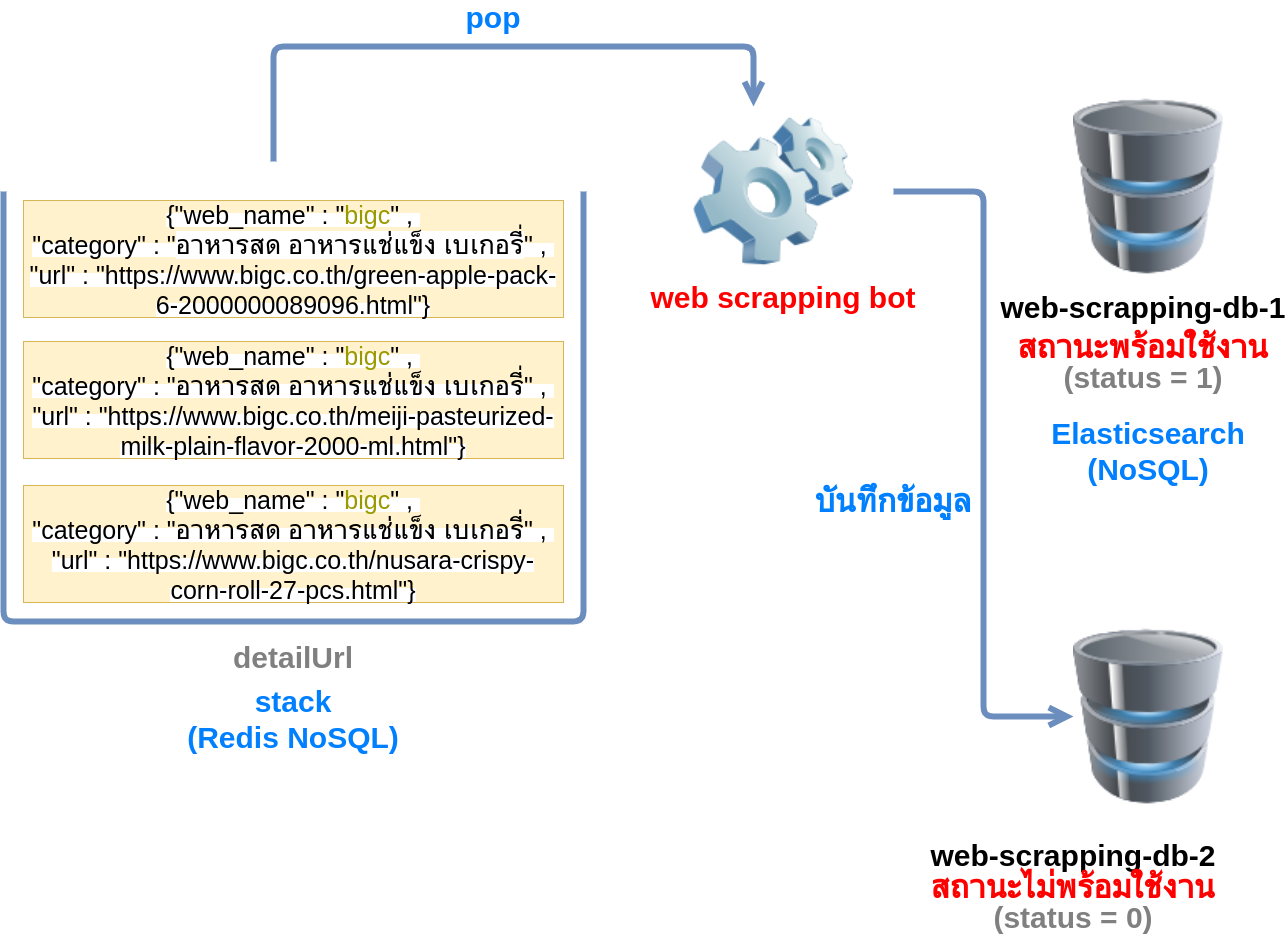 pop
{"web_name" : "bigc" ,
"category" : "อาหารสด อาหารแช่แข็ง เบเกอรี่" ,
"url" : "https://www.bigc.co.th/green-apple-pack-
6-2000000089096.html"}
{"web_name" : "bigc" ,
"category" : "อาหารสด อาหารแช่แข็ง เบเกอรี่" ,
"url" : "https://www.bigc.co.th/meiji-pasteurized-
milk-plain-flavor-2000-ml.html"}
{"web_name" : "bigc" ,
"category" : "อาหารสด อาหารแช่แข็ง เบเกอรี่" ,
"url" : "https://www.bigc.co.th/nusara-crispy-
corn-roll-27-pcs.html"}
detailUrl
stack
(Redis NoSQL)
web scrapping bot
บันทึกข้อมูล
web-scrapping-db-1
สถานะพร้อมใช้งาน
(status = 1)
Elasticsearch
(NoSQL)
web-scrapping-db-2
สถานะไม่พร้อมใช้งาน
(status = 0)